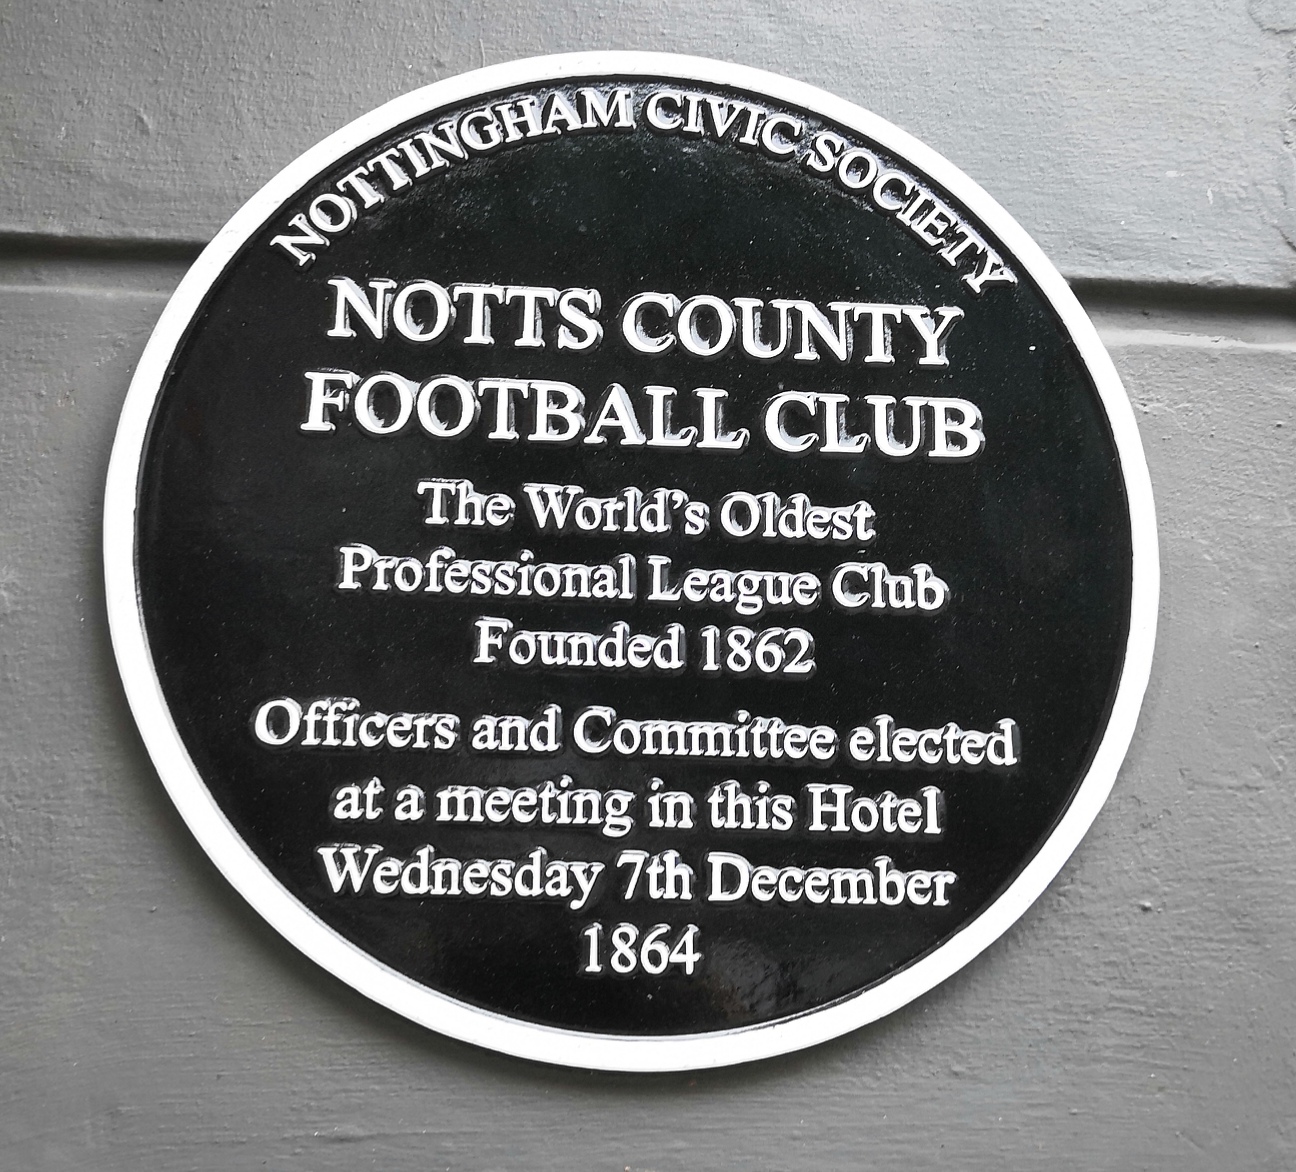 NOTTINGHAM CIVIC SOCIETY
NOTTS COUNTY
FOOTBALL CLUB
The World's Oldest
Professional League Club
Founded 1862
Officers and Committee elected
at a meeting in this Hotel
Wednesday 7th December
1864